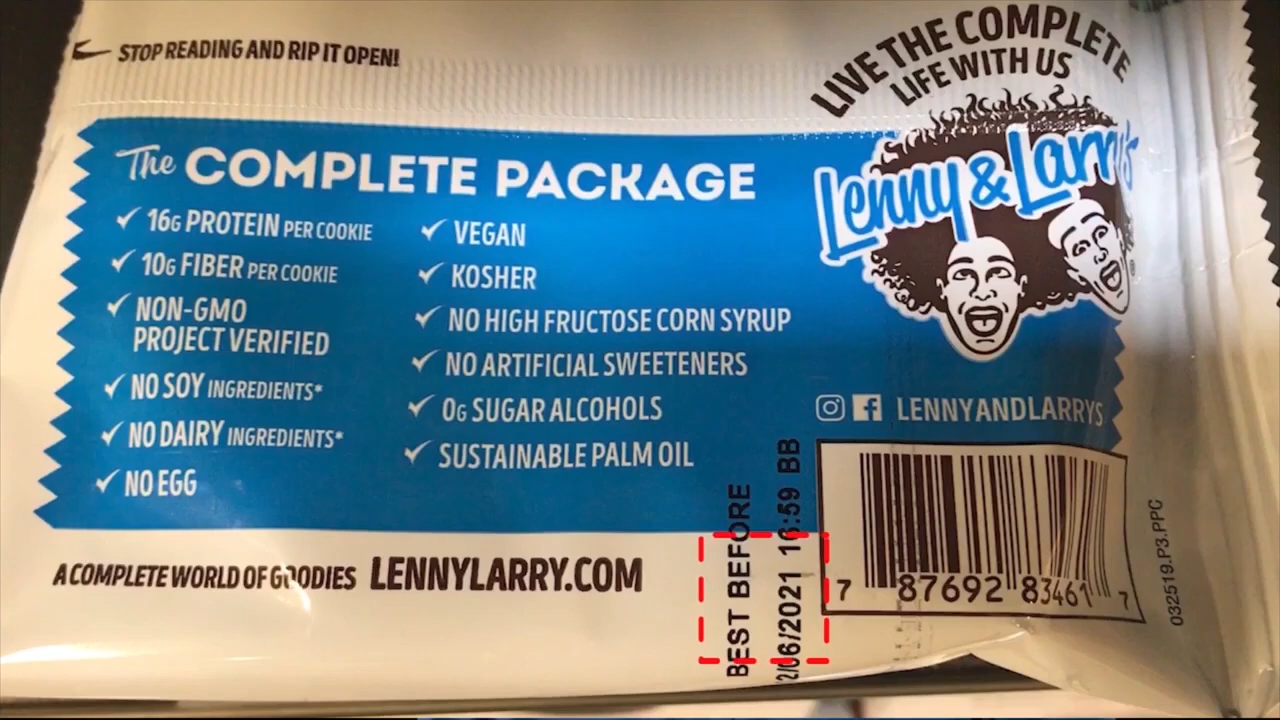 STOP READING AND RIP IT OPEN!
LIVE THE COMPLETE
LIFE WITH US
Lenny & Larry's
®
The COMPLETE PACKAGE
16G PROTEIN PER COOKIE
10G FIBER PER COOKIE
NON-GMO
PROJECT VERIFIED
NO SOY INGREDIENTS*
NO DAIRY INGREDIENTS*
NO EGG
VEGAN
KOSHER
NO HIGH FRUCTOSE CORN SYRUP
NO ARTIFICIAL SWEETENERS
0G SUGAR ALCOHOLS
SUSTAINABLE PALM OIL
LENNYANDLARRYS
A COMPLETE WORLD OF GOODIES LENNYLARRY.COM
BEST BEFORE
2/06/2021 16:59 BB
7 87692 83461 7
032519.P3.PPC